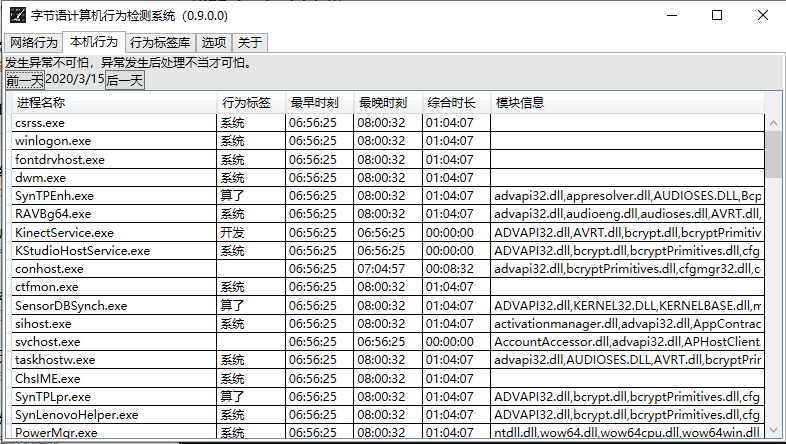 字节语计算机行为检测系统（0.9.0.0）
网络行为 本机行为 行为标签库 选项 关于
发生异常不可怕，异常发生后处理不当才可怕。
前一天 2020/3/15 后一天
进程名称 行为标签 最早时刻 最晚时刻 综合时长 模块信息
csrss.exe 系统 06:56:25 08:00:32 01:04:07
winlogon.exe 系统 06:56:25 08:00:32 01:04:07
fontdrvhost.exe 系统 06:56:25 08:00:32 01:04:07
dwm.exe 系统 06:56:25 08:00:32 01:04:07
SynTPEnh.exe 算了 06:56:25 08:00:32 01:04:07 advapi32.dll,appresolver.dll,AUDIOSES.DLL,Bcp
RAVBg64.exe 系统 06:56:25 08:00:32 01:04:07 advapi32.dll,audioeng.dll,audioses.dll,AVRT.dll,
KinectService.exe 开发 06:56:25 06:56:25 00:00:00 ADVAPI32.dll,AVRT.dll,bcrypt.dll,bcryptPrimitiv
KStudioHostService.exe 系统 06:56:25 06:56:25 00:00:00 ADVAPI32.dll,bcrypt.dll,bcryptPrimitives.dll,cfg
conhost.exe 06:56:25 07:04:57 00:08:32 advapi32.dll,bcryptPrimitives.dll,cfgmgr32.dll,c
ctfmon.exe 系统 06:56:25 08:00:32 01:04:07
SensorDBSynch.exe 算了 06:56:25 08:00:32 01:04:07 ADVAPI32.dll,KERNEL32.DLL,KERNELBASE.dll,m
sihost.exe 系统 06:56:25 08:00:32 01:04:07 activationmanager.dll,advapi32.dll,AppContrac
svchost.exe 06:56:25 06:56:25 00:00:00 AccountAccessor.dll,advapi32.dll,APHostClient.
taskhostw.exe 系统 06:56:25 08:00:32 01:04:07 advapi32.dll,AUDIOSES.DLL,AVRT.dll,bcryptPrir
ChsIME.exe 系统 06:56:25 08:00:32 01:04:07
SynTPLpr.exe 算了 06:56:25 08:00:32 01:04:07 ADVAPI32.dll,bcrypt.dll,bcryptPrimitives.dll,cfg
SynLenovoHelper.exe 系统 06:56:25 08:00:32 01:04:07 ADVAPI32.dll,bcrypt.dll,bcryptPrimitives.dll,cfg
PowerMgr.exe 系统 06:56:25 08:00:32 01:04:07 ntdll.dll,wow64.dll,wow64cpu.dll,wow64win.dll